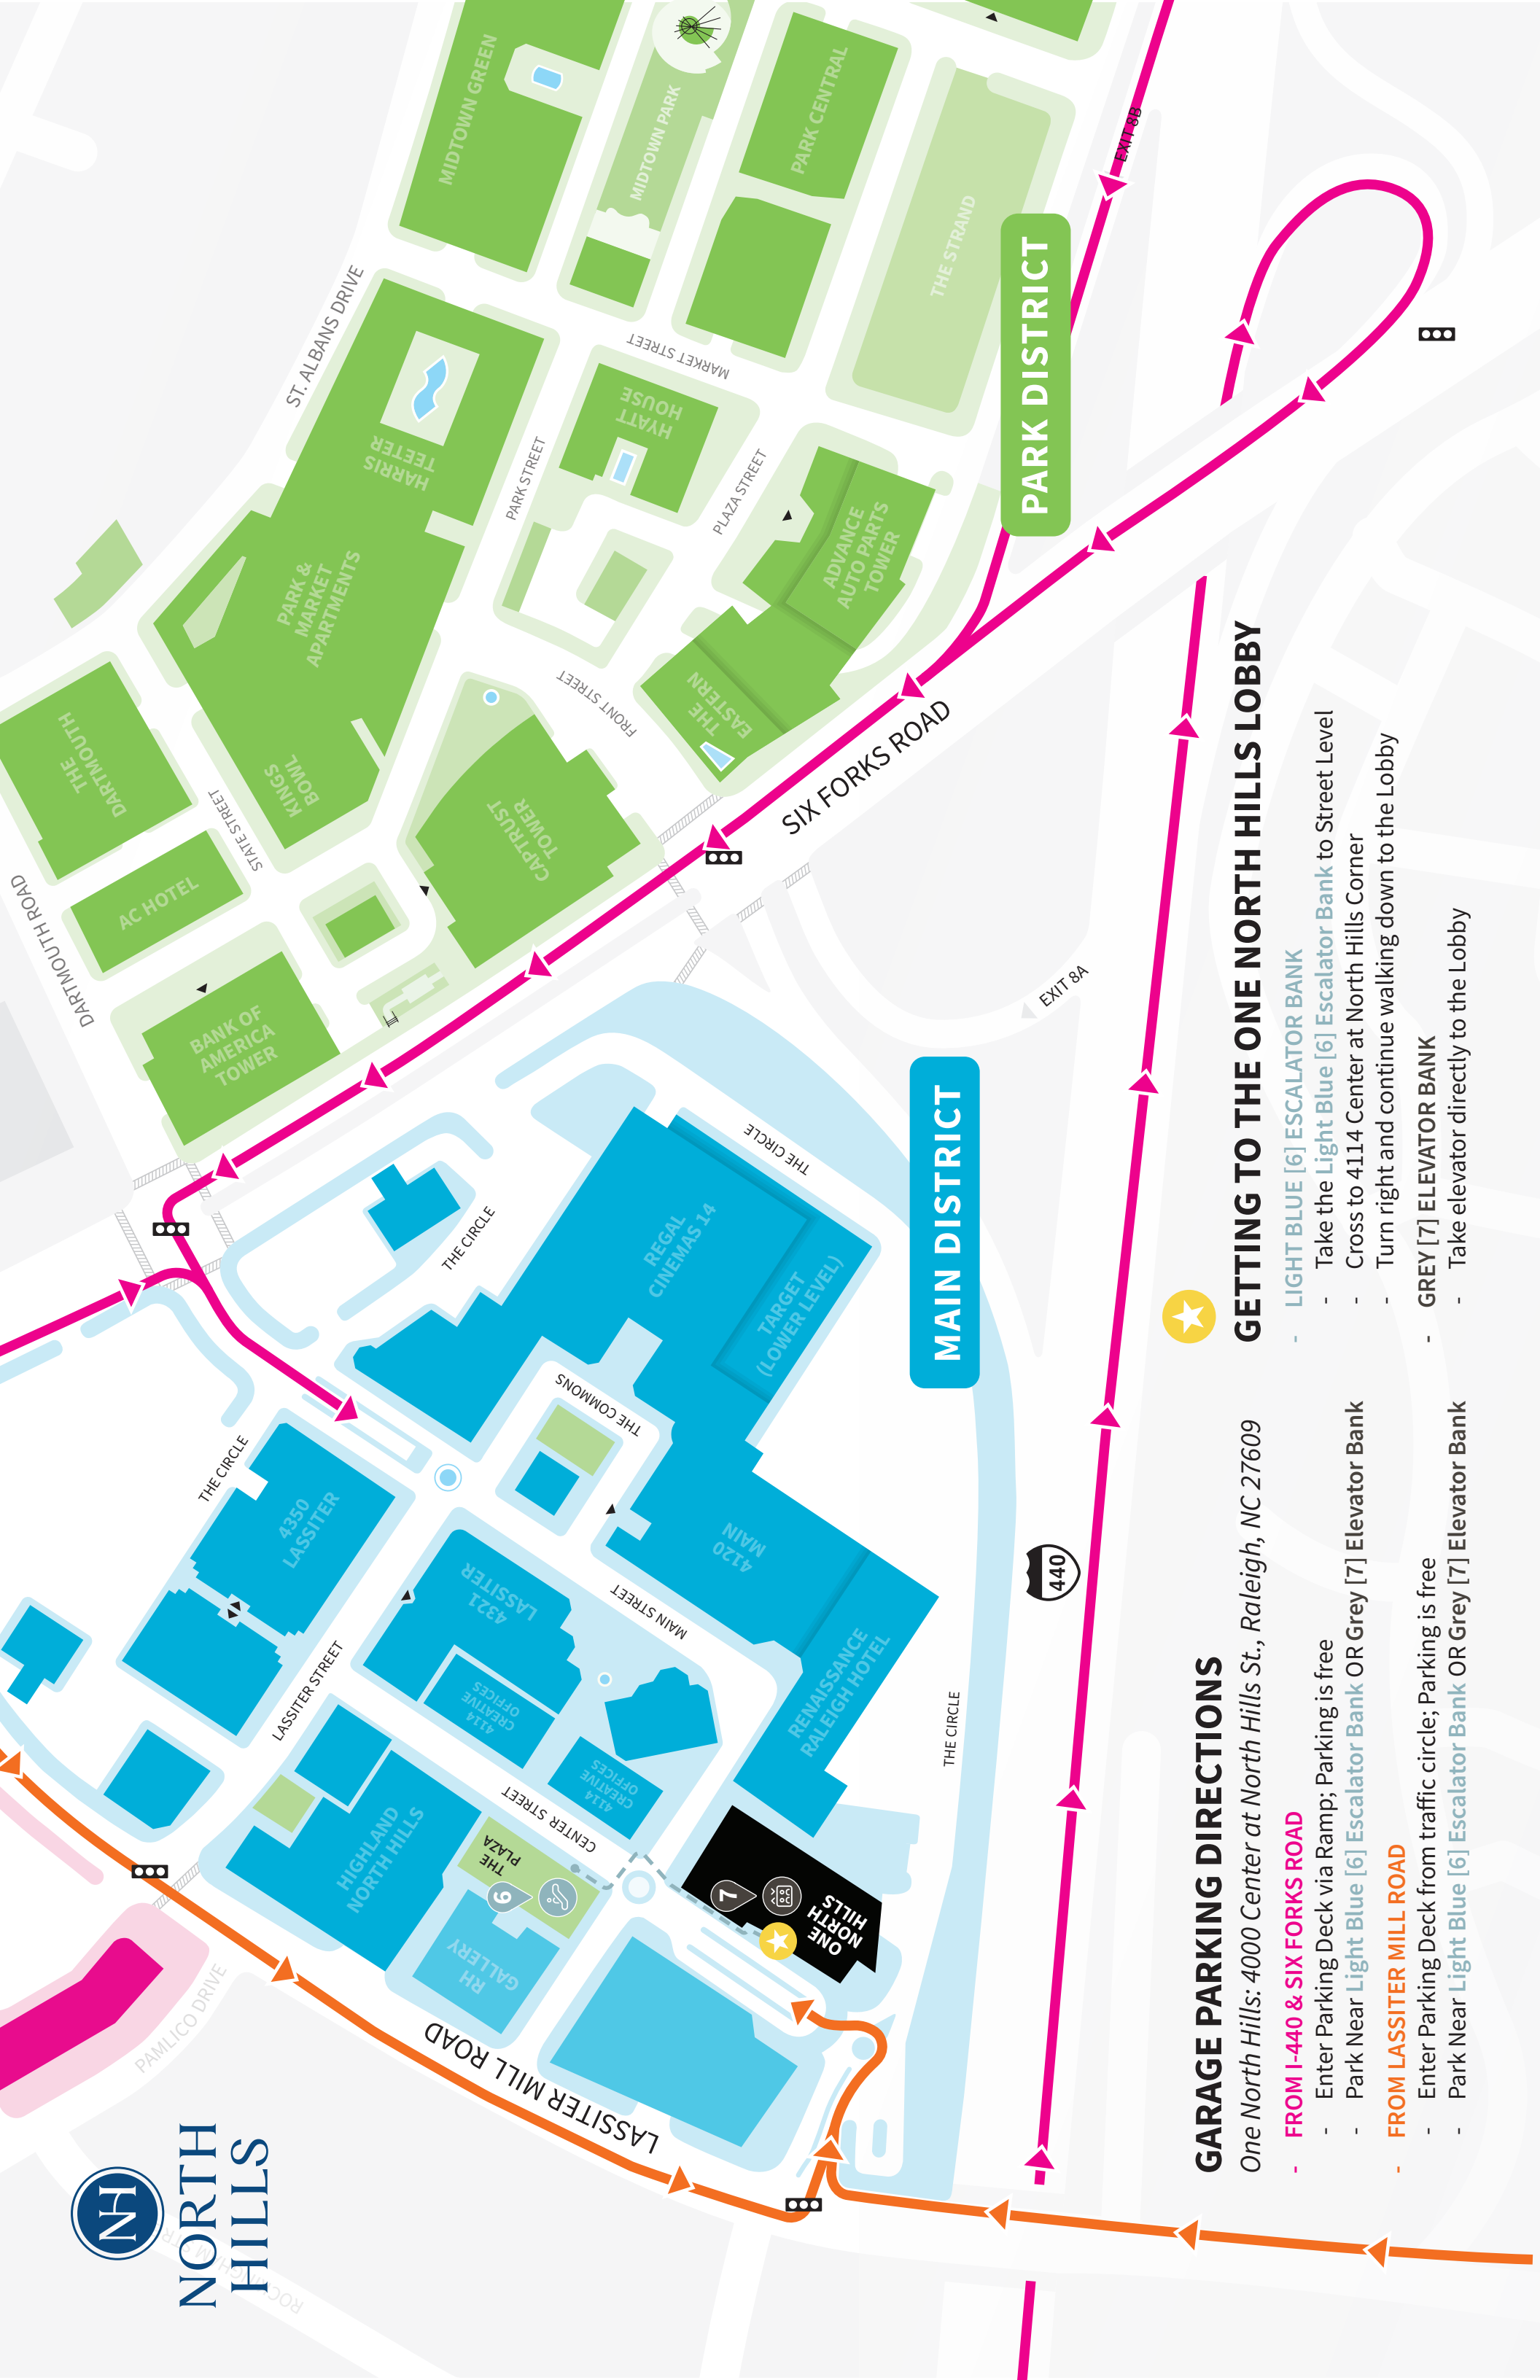 NH
NORTH
HILLS
ST. ALBANS DRIVE
MIDTOWN GREEN
MIDTOWN PARK
PARK CENTRAL
THE STRAND
EXIT 8B
PARK DISTRICT
MARKET STREET
HARRIS
TEETER
HYATT
HOUSE
PARK STREET
PLAZA STREET
ADVANCE
AUTO PARTS
TOWER
PARK &
MARKET
APARTMENTS
THE
EASTERN
FRONT STREET
THE
DARTMOUTH
KINGS
BOWL
STATE STREET
CAPTRUST
TOWER
AC HOTEL
DARTMOUTH ROAD
BANK OF
AMERICA
TOWER
SIX FORKS ROAD
EXIT 8A
MAIN DISTRICT
THE CIRCLE
THE CIRCLE
REGAL
CINEMAS 14
TARGET
(LOWER LEVEL)
THE COMMONS
THE CIRCLE
4350
LASSITER
4321
LASSITER
4120
MAIN
MAIN STREET
LASSITER STREET
4114
CREATIVE
OFFICES
4114
CREATIVE
OFFICES
RENAISSANCE
RALEIGH HOTEL
THE CIRCLE
440
HIGHLAND
NORTH HILLS
CENTER STREET
THE
PLAZA
6
7
ONE
NORTH
HILLS
RH
GALLERY
LASSITER MILL ROAD
PAMLICO DRIVE
GARAGE PARKING DIRECTIONS
One North Hills: 4000 Center at North Hills St., Raleigh, NC 27609
- FROM I-440 & SIX FORKS ROAD
- Enter Parking Deck via Ramp; Parking is free
- Park Near Light Blue [6] Escalator Bank OR Grey [7] Elevator Bank
- FROM LASSITER MILL ROAD
- Enter Parking Deck from traffic circle; Parking is free
- Park Near Light Blue [6] Escalator Bank OR Grey [7] Elevator Bank
GETTING TO THE ONE NORTH HILLS LOBBY
- LIGHT BLUE [6] ESCALATOR BANK
- Take the Light Blue [6] Escalator Bank to Street Level
- Cross to 4114 Center at North Hills Corner
- Turn right and continue walking down to the Lobby
- GREY [7] ELEVATOR BANK
- Take elevator directly to the Lobby